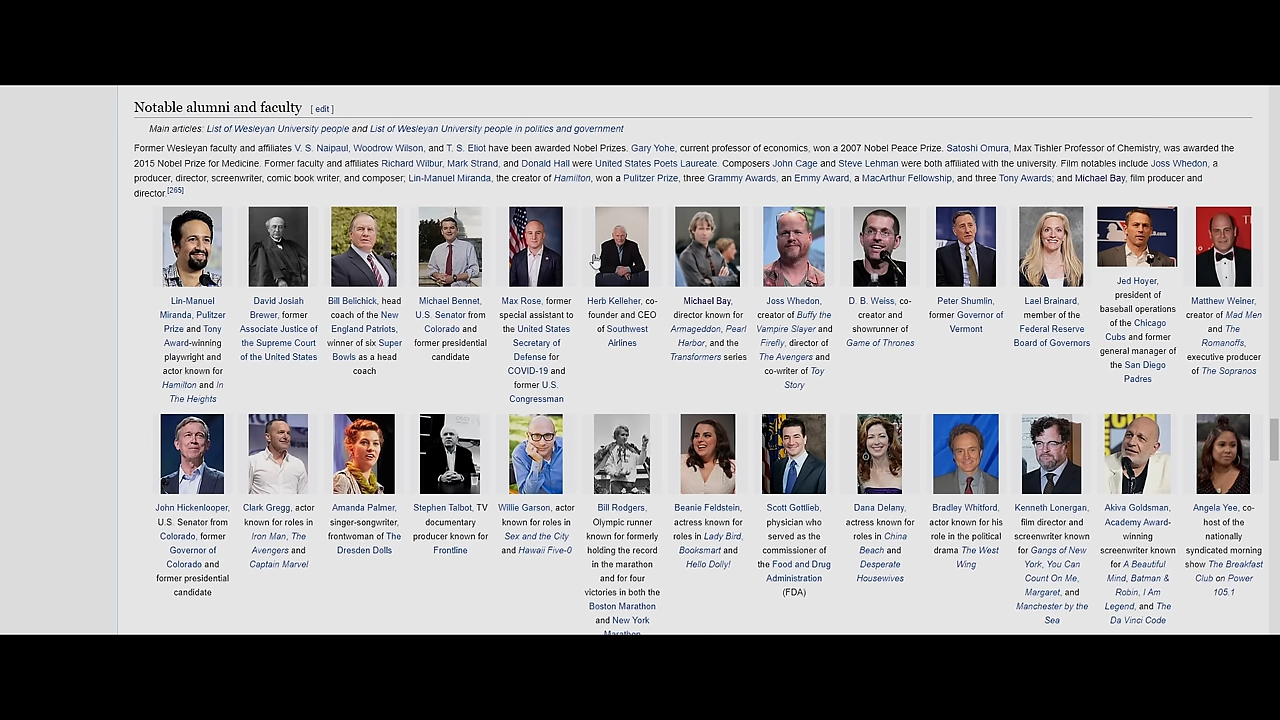 Notable alumni and faculty [ edit ]
Main articles: List of Wesleyan University people and List of Wesleyan University people in politics and government
Former Wesleyan faculty and affiliates V. S. Naipaul, Woodrow Wilson, and T. S. Eliot have been awarded Nobel Prizes. Gary Yohe, current professor of economics, won a 2007 Nobel Peace Prize. Satoshi Omura, Max Tishler Professor of Chemistry, was awarded the
2015 Nobel Prize for Medicine. Former faculty and affiliates Richard Wilbur, Mark Strand, and Donald Hall were United States Poets Laureate. Composers John Cage and Steve Lehman were both affiliated with the university. Film notables include Joss Whedon, a
producer, director, screenwriter, comic book writer, and composer; Lin-Manuel Miranda, the creator of Hamilton, won a Pulitzer Prize, three Grammy Awards, an Emmy Award, a MacArthur Fellowship, and three Tony Awards; and Michael Bay, film producer and
director.[265]
Lin-Manuel
Miranda, Pulitzer
Prize and Tony
Award-winning
playwright and
actor known for
Hamilton and In
The Heights
David Josiah
Brewer, former
Associate Justice of
the Supreme Court
of the United States
Bill Belichick, head
coach of the New
England Patriots,
winner of six Super
Bowls as a head
coach
Michael Bennet,
U.S. Senator from
Colorado and
former presidential
candidate
Max Rose, former
special assistant to
the United States
Secretary of
Defense for
COVID-19 and
former U.S.
Congressman
Herb Kelleher, co-
founder and CEO
of Southwest
Airlines
Michael Bay,
director known for
Armageddon, Pearl
Harbor, and the
Transformers series
Joss Whedon,
creator of Buffy the
Vampire Slayer and
Firefly, director of
The Avengers and
co-writer of Toy
Story
D. B. Weiss, co-
creator and
showrunner of
Game of Thrones
Peter Shumlin,
former Governor of
Vermont
Lael Brainard,
member of the
Federal Reserve
Board of Governors
Jed Hoyer,
president of
baseball operations
of the Chicago
Cubs and former
general manager of
the San Diego
Padres
Matthew Weiner,
creator of Mad Men
and The
Romanoffs,
executive producer
of The Sopranos
John Hickenlooper,
U.S. Senator from
Colorado, former
Governor of
Colorado and
former presidential
candidate
Clark Gregg, actor
known for roles in
Iron Man, The
Avengers and
Captain Marvel
Amanda Palmer,
singer-songwriter,
frontwoman of The
Dresden Dolls
Stephen Talbot, TV
documentary
producer known for
Frontline
Willie Garson, actor
known for roles in
Sex and the City
and Hawaii Five-0
Bill Rodgers,
Olympic runner
known for formerly
holding the record
in the marathon
and for four
victories in both the
Boston Marathon
and New York
Marathon
Beanie Feldstein,
actress known for
roles in Lady Bird,
Booksmart and
Hello Dolly!
Scott Gottlieb,
physician who
served as the
commissioner of
the Food and Drug
Administration
(FDA)
Dana Delany,
actress known for
roles in China
Beach and
Desperate
Housewives
Bradley Whitford,
actor known for his
role in the political
drama The West
Wing
Kenneth Lonergan,
film director and
screenwriter known
for Gangs of New
York, You Can
Count On Me,
Margaret, and
Manchester by the
Sea
Akiva Goldsman,
Academy Award-
winning
screenwriter known
for A Beautiful
Mind, Batman &
Robin, I Am
Legend, and The
Da Vinci Code
Angela Yee, co-
host of the
nationally
syndicated morning
show The Breakfast
Club on Power
105.1